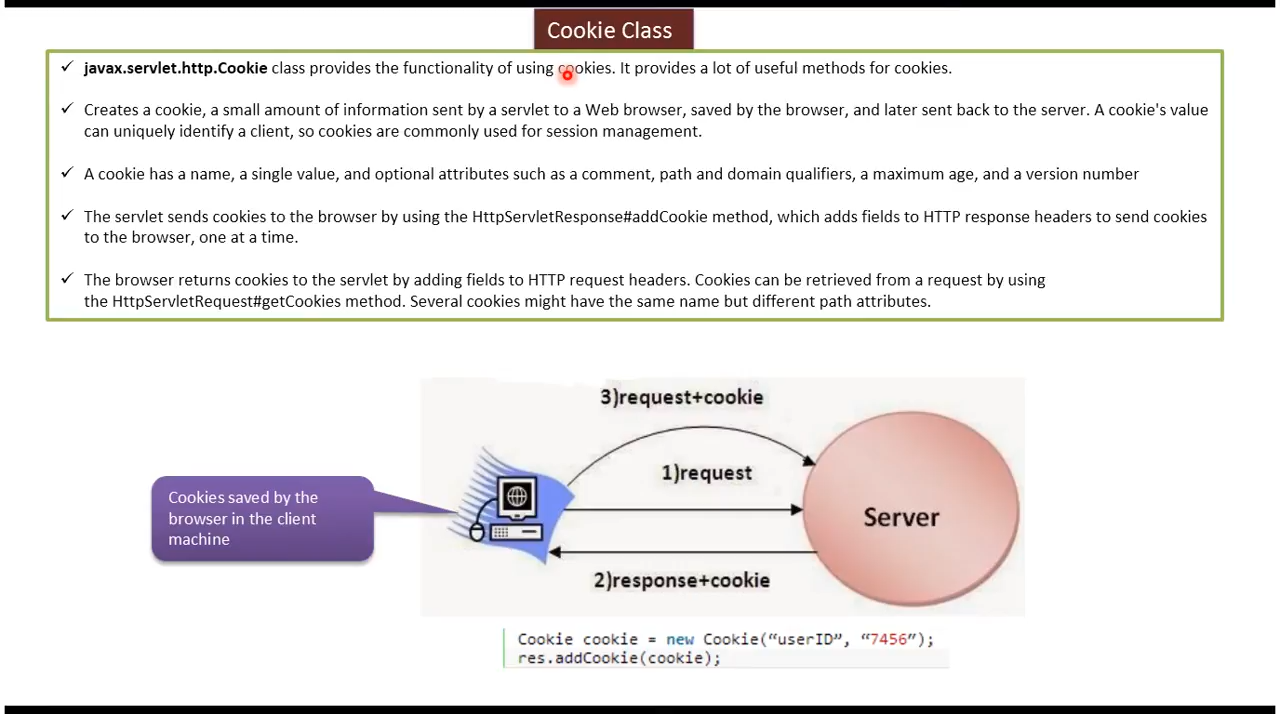 Cookie Class
✓ javax.servlet.http.Cookie class provides the functionality of using cookies. It provides a lot of useful methods for cookies.
✓ Creates a cookie, a small amount of information sent by a servlet to a Web browser, saved by the browser, and later sent back to the server. A cookie's value
can uniquely identify a client, so cookies are commonly used for session management.
✓ A cookie has a name, a single value, and optional attributes such as a comment, path and domain qualifiers, a maximum age, and a version number
✓ The servlet sends cookies to the browser by using the HttpServletResponse#addCookie method, which adds fields to HTTP response headers to send cookies
to the browser, one at a time.
✓ The browser returns cookies to the servlet by adding fields to HTTP request headers. Cookies can be retrieved from a request by using
the HttpServletRequest#getCookies method. Several cookies might have the same name but different path attributes.
3)request+cookie
1)request
Cookies saved by the
browser in the client
machine
Server
2)response+cookie
Cookie cookie = new Cookie(“userID”, “7456”);
res.addCookie(cookie);